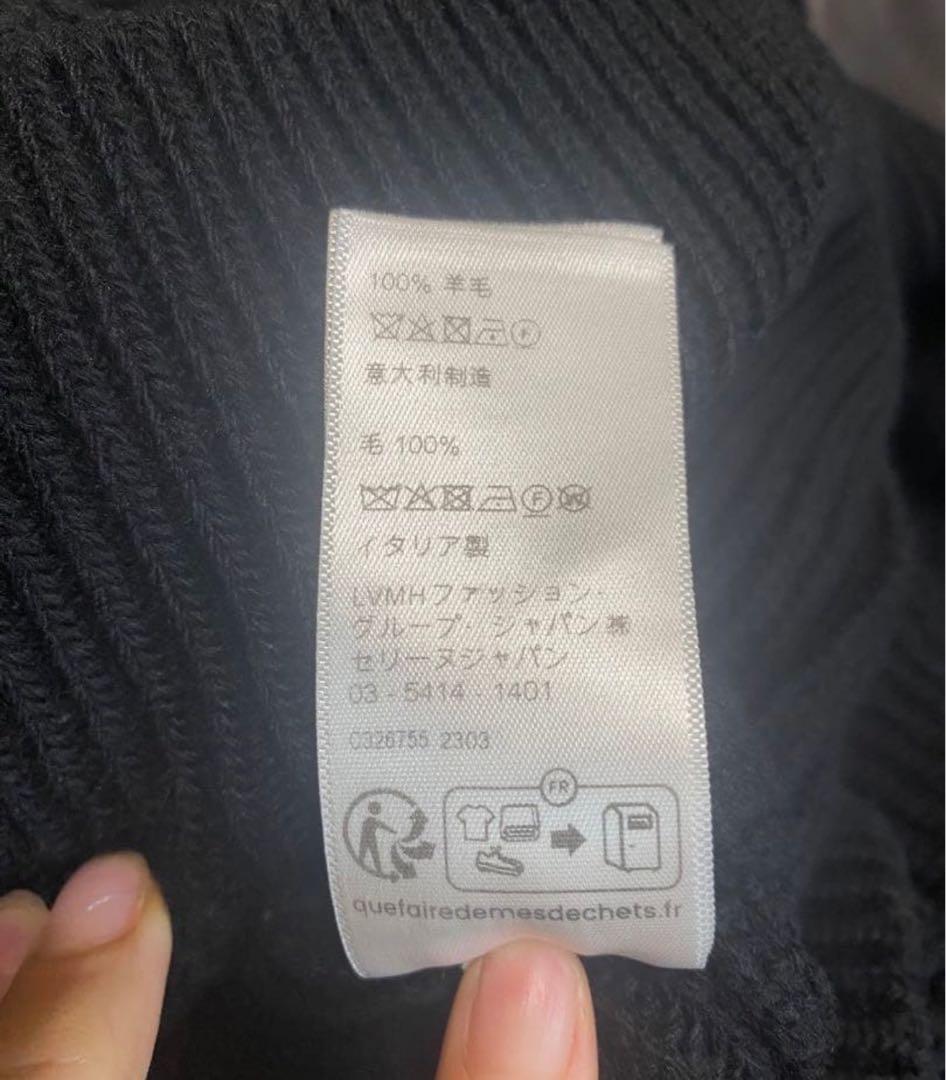 100% 羊毛
F
意大利制造
毛 100%
F W
イタリア製
LVMHファッション・
グループ・ジャパン株
セリーヌジャパン
03 - 5414 - 1401
C326755 2303
FR
quefairedemesdechets.fr